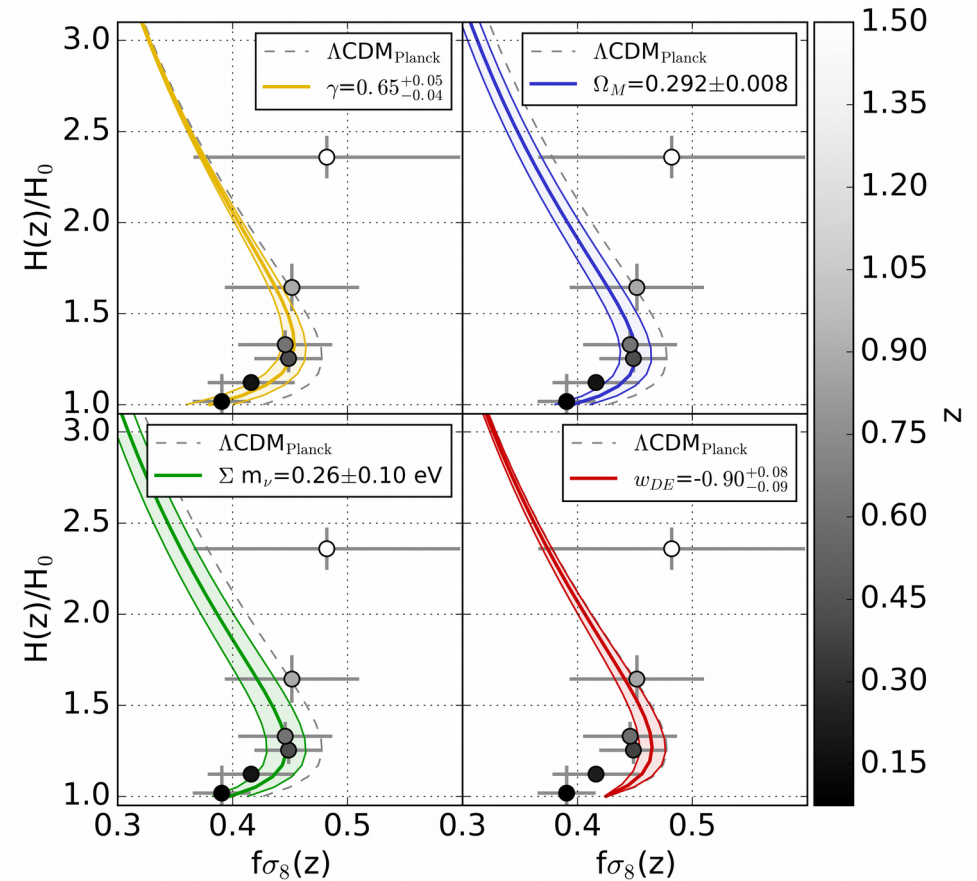 ΛCDM_Planck
γ=0.65^{+0.05}_{-0.04}
ΛCDM_Planck
Ω_M=0.292±0.008
3.0
2.5
2.0
1.5
1.0
H(z)/H_0
ΛCDM_Planck
Σ m_ν=0.26±0.10 eV
ΛCDM_Planck
w_DE=-0.90^{+0.08}_{-0.09}
3.0
2.5
2.0
1.5
1.0
H(z)/H_0
0.3 0.4 0.5 0.3 0.4 0.5
fσ_8(z) fσ_8(z)
1.50
1.35
1.20
1.05
0.90
0.75
0.60
0.45
0.30
0.15
z